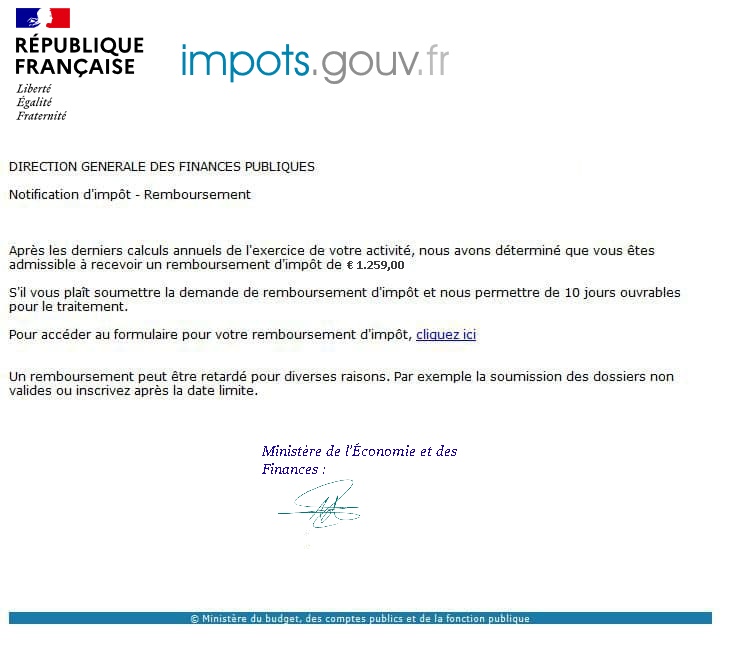 RÉPUBLIQUE
FRANÇAISE
Liberté
Égalité
Fraternité
impots.gouv.fr
DIRECTION GENERALE DES FINANCES PUBLIQUES
Notification d'impôt - Remboursement
Après les derniers calculs annuels de l'exercice de votre activité, nous avons déterminé que vous êtes
admissible à recevoir un remboursement d'impôt de € 1.259,00
S'il vous plaît soumettre la demande de remboursement d'impôt et nous permettre de 10 jours ouvrables
pour le traitement.
Pour accéder au formulaire pour votre remboursement d'impôt, cliquez ici
Un remboursement peut être retardé pour diverses raisons. Par exemple la soumission des dossiers non
valides ou inscrivez après la date limite.
Ministère de l'Économie et des
Finances :
© Ministère du budget, des comptes publics et de la fonction publique